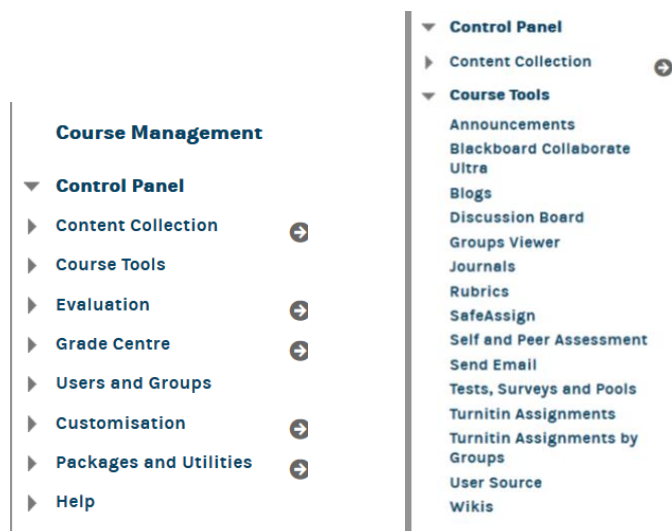 Course Management
Control Panel
Content Collection
Course Tools
Evaluation
Grade Centre
Users and Groups
Customisation
Packages and Utilities
Help
Control Panel
Content Collection
Course Tools
Announcements
Blackboard Collaborate
Ultra
Blogs
Discussion Board
Groups Viewer
Journals
Rubrics
SafeAssign
Self and Peer Assessment
Send Email
Tests, Surveys and Pools
Turnitin Assignments
Turnitin Assignments by
Groups
User Source
Wikis